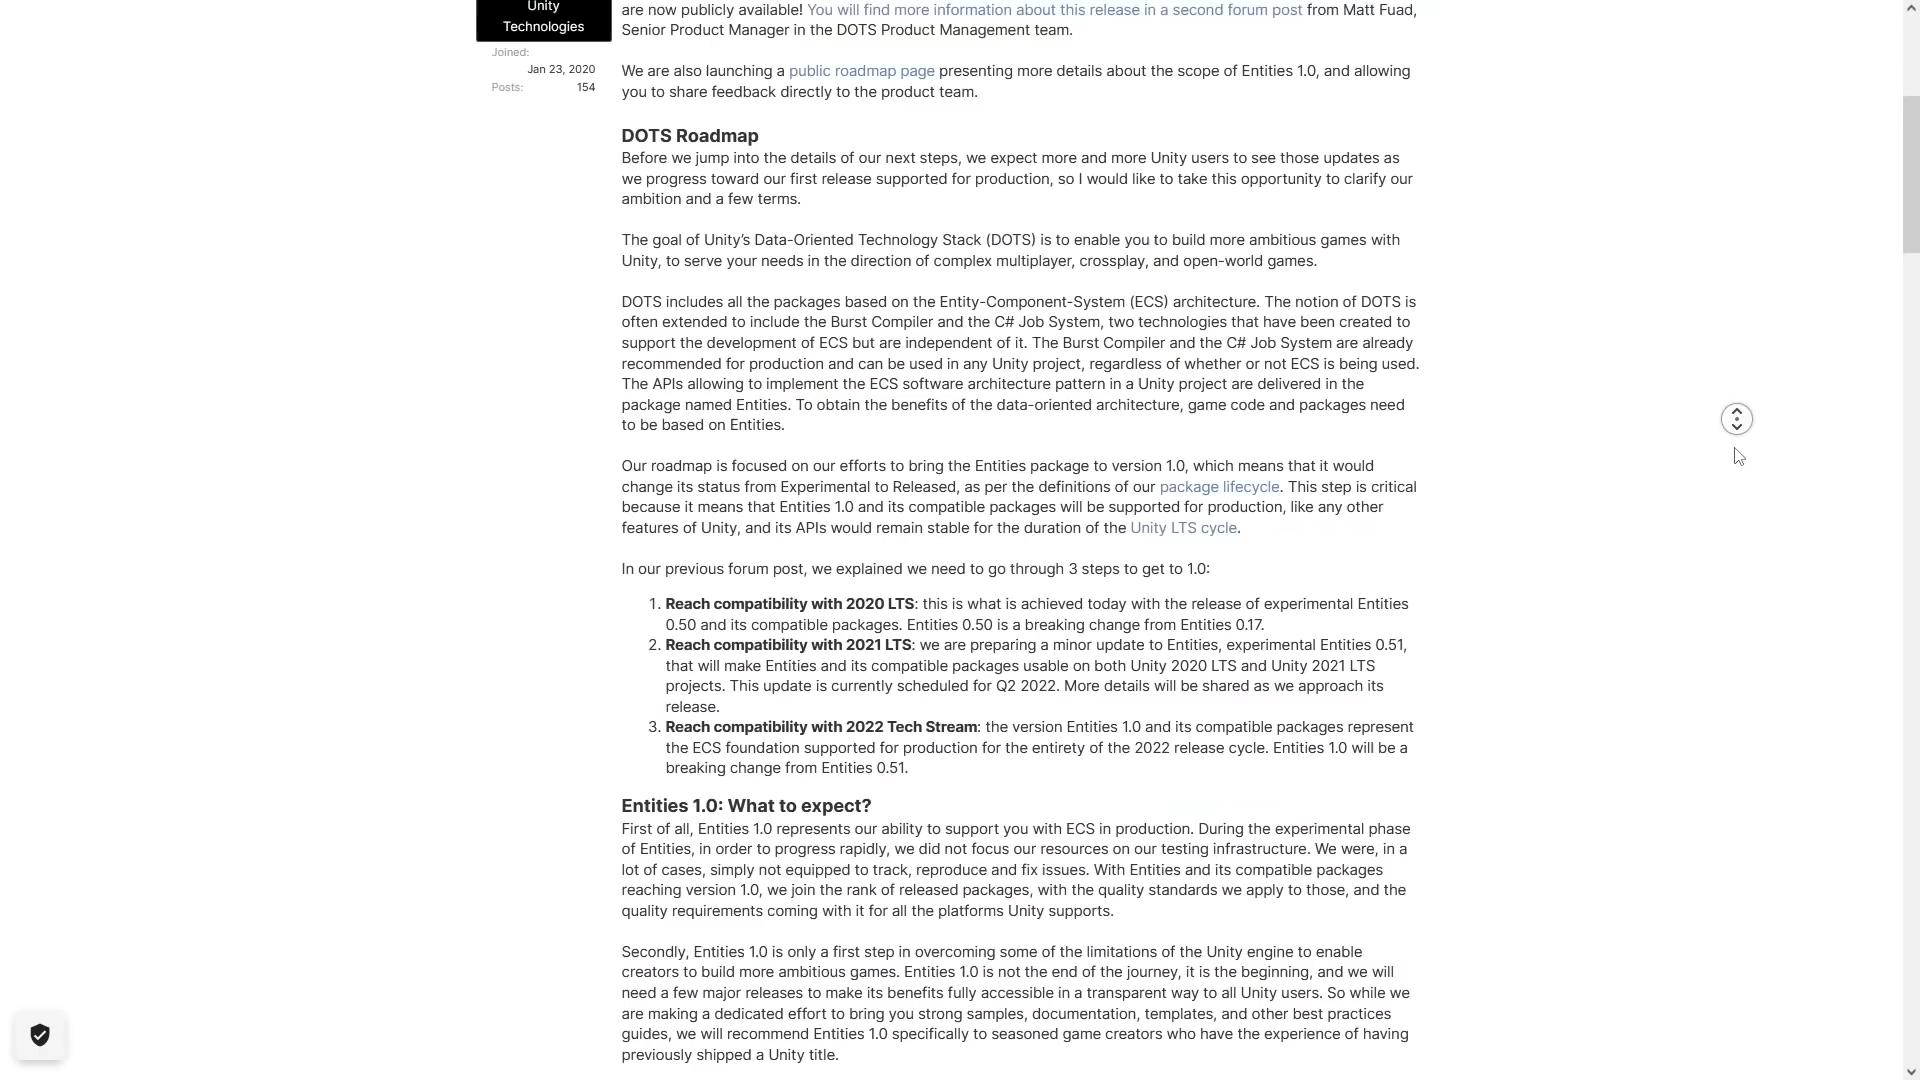 Unity
Technologies
Joined:
Jan 23, 2020
Posts: 154
are now publicly available! You will find more information about this release in a second forum post from Matt Fuad,
Senior Product Manager in the DOTS Product Management team.
We are also launching a public roadmap page presenting more details about the scope of Entities 1.0, and allowing
you to share feedback directly to the product team.
DOTS Roadmap
Before we jump into the details of our next steps, we expect more and more Unity users to see those updates as
we progress toward our first release supported for production, so I would like to take this opportunity to clarify our
ambition and a few terms.
The goal of Unity’s Data-Oriented Technology Stack (DOTS) is to enable you to build more ambitious games with
Unity, to serve your needs in the direction of complex multiplayer, crossplay, and open-world games.
DOTS includes all the packages based on the Entity-Component-System (ECS) architecture. The notion of DOTS is
often extended to include the Burst Compiler and the C# Job System, two technologies that have been created to
support the development of ECS but are independent of it. The Burst Compiler and the C# Job System are already
recommended for production and can be used in any Unity project, regardless of whether or not ECS is being used.
The APIs allowing to implement the ECS software architecture pattern in a Unity project are delivered in the
package named Entities. To obtain the benefits of the data-oriented architecture, game code and packages need
to be based on Entities.
Our roadmap is focused on our efforts to bring the Entities package to version 1.0, which means that it would
change its status from Experimental to Released, as per the definitions of our package lifecycle. This step is critical
because it means that Entities 1.0 and its compatible packages will be supported for production, like any other
features of Unity, and its APIs would remain stable for the duration of the Unity LTS cycle.
In our previous forum post, we explained we need to go through 3 steps to get to 1.0:
1. Reach compatibility with 2020 LTS: this is what is achieved today with the release of experimental Entities
0.50 and its compatible packages. Entities 0.50 is a breaking change from Entities 0.17.
2. Reach compatibility with 2021 LTS: we are preparing a minor update to Entities, experimental Entities 0.51,
that will make Entities and its compatible packages usable on both Unity 2020 LTS and Unity 2021 LTS
projects. This update is currently scheduled for Q2 2022. More details will be shared as we approach its
release.
3. Reach compatibility with 2022 Tech Stream: the version Entities 1.0 and its compatible packages represent
the ECS foundation supported for production for the entirety of the 2022 release cycle. Entities 1.0 will be a
breaking change from Entities 0.51.
Entities 1.0: What to expect?
First of all, Entities 1.0 represents our ability to support you with ECS in production. During the experimental phase
of Entities, in order to progress rapidly, we did not focus our resources on our testing infrastructure. We were, in a
lot of cases, simply not equipped to track, reproduce and fix issues. With Entities and its compatible packages
reaching version 1.0, we join the rank of released packages, with the quality standards we apply to those, and the
quality requirements coming with it for all the platforms Unity supports.
Secondly, Entities 1.0 is only a first step in overcoming some of the limitations of the Unity engine to enable
creators to build more ambitious games. Entities 1.0 is not the end of the journey, it is the beginning, and we will
need a few major releases to make its benefits fully accessible in a transparent way to all Unity users. So while we
are making a dedicated effort to bring you strong samples, documentation, templates, and other best practices
guides, we will recommend Entities 1.0 specifically to seasoned game creators who have the experience of having
previously shipped a Unity title.